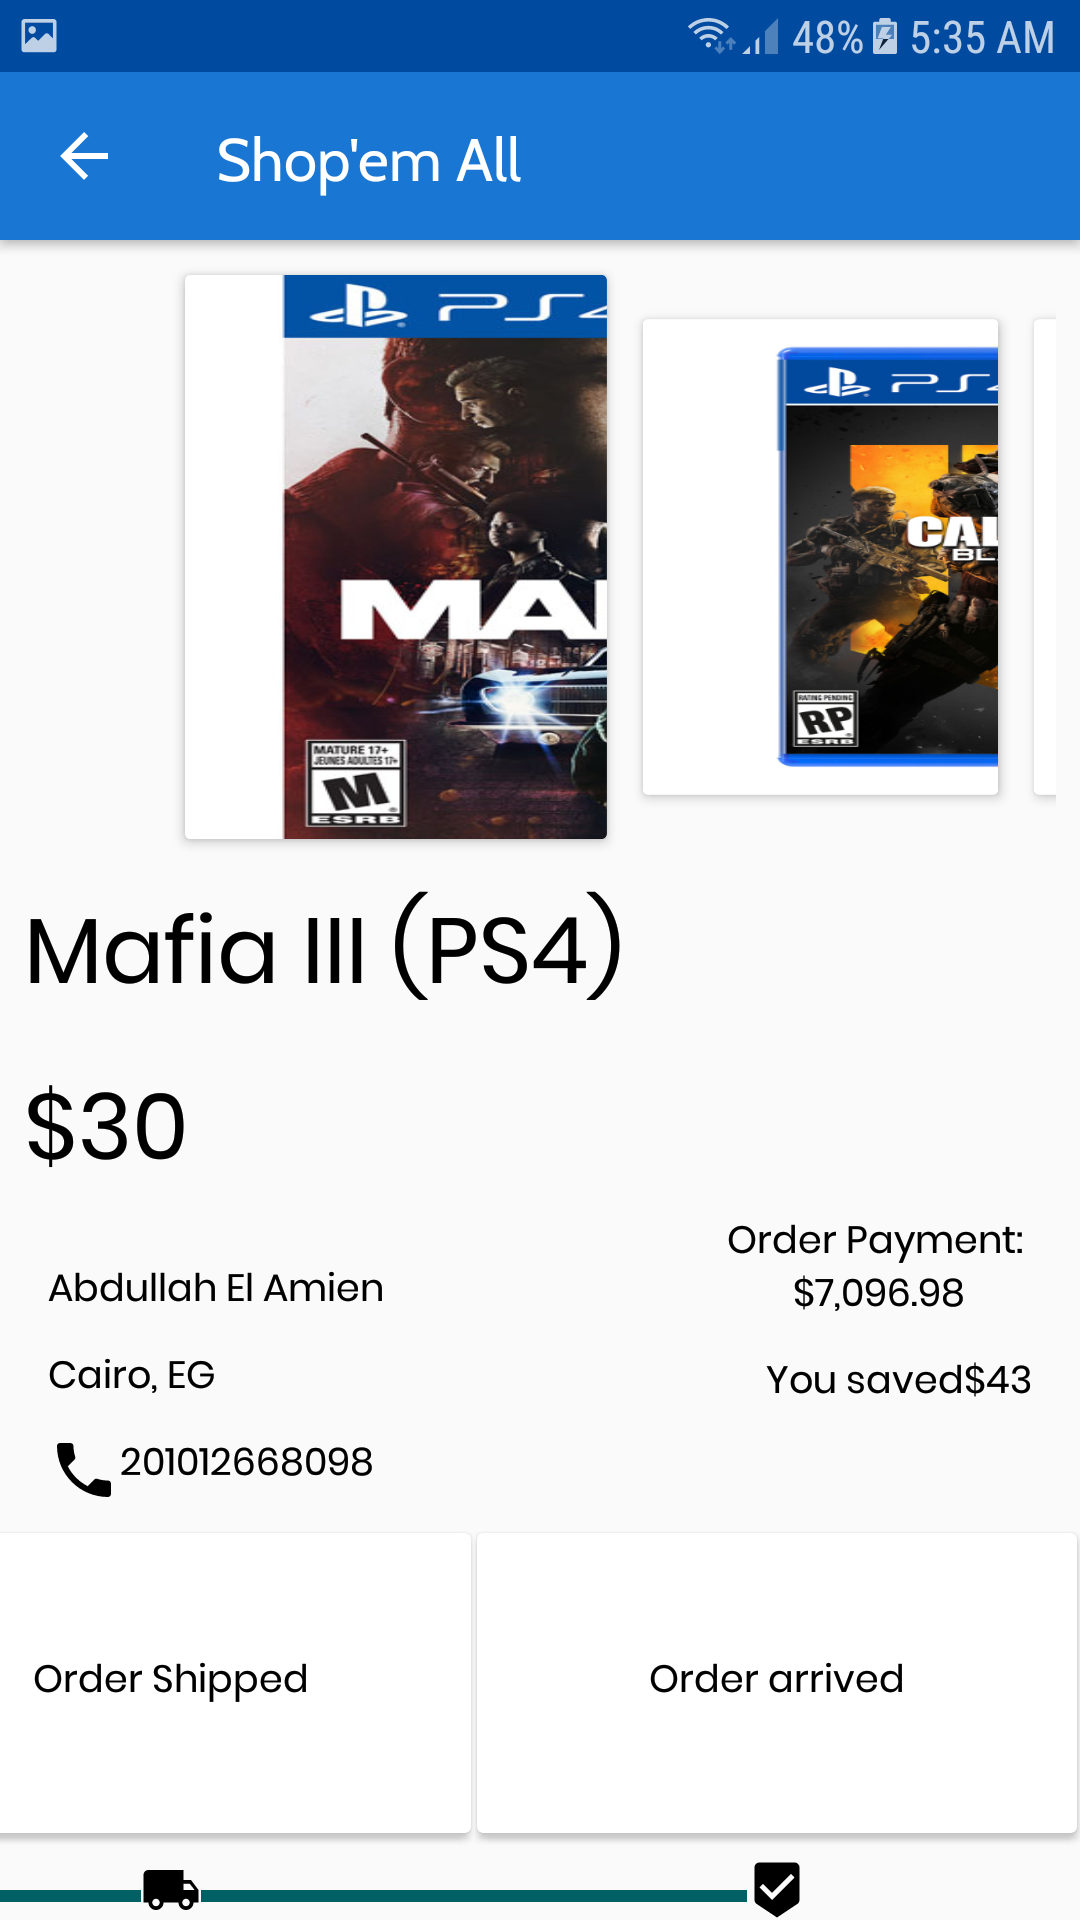 48% 5:35 AM
Shop'em All
PS4
MA
MATURE 17+
JEUNES ADULTES 17+
M
ESRB
PS4
CAL
BL
RATING PENDING
RP
ESRB
Mafia III (PS4)
$30
Order Payment:
$7,096.98
Abdullah El Amien
Cairo, EG
You saved$43
201012668098
Order Shipped
Order arrived